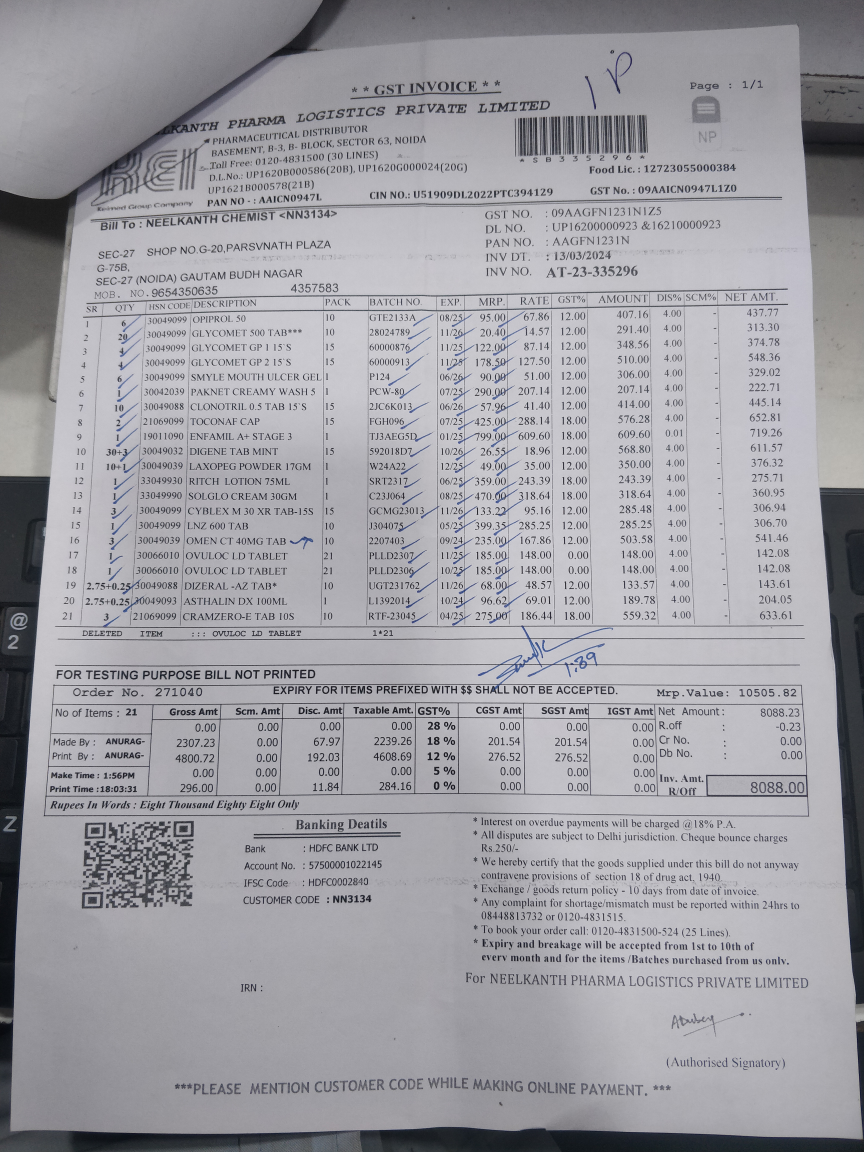 * * GST INVOICE * *
1P
Page : 1/1
LKANTH PHARMA LOGISTICS PRIVATE LIMITED
PHARMACEUTICAL DISTRIBUTOR
BASEMENT, B-3, B- BLOCK, SECTOR 63, NOIDA
Toll Free: 0120-4831500 (30 LINES)
D.L.No.: UP1620B000586(20B), UP1620G000024(20G)
UP1621B000578(21B)
PAN NO - : AAICN0947L
CIN NO.: U51909DL2022PTC394129
*SB335296*
NP
Food Lic. : 12723055000384
GST No. : 09AAICN0947L1Z0
REL
Group Company
Bill To : NEELKANTH CHEMIST <NN3134>
SEC-27 SHOP NO.G-20,PARSVNATH PLAZA
G-75B,
SEC-27 (NOIDA) GAUTAM BUDH NAGAR
MOB. NO. 9654350635 4357583
GST NO. : 09AAGFN1231N1Z5
DL NO. : UP16200000923 &16210000923
PAN NO. : AAGFN1231N
INV DT. : 13/03/2024
INV NO. AT-23-335296
SR QTY HSN CODE DESCRIPTION PACK BATCH NO. EXP. MRP. RATE GST% AMOUNT DIS% SCM% NET AMT.
1 6 30049099 OPIPROL 50 10 GTE2133A 08/25 95.00 67.86 12.00 407.16 4.00 - 437.77
2 20 30049099 GLYCOMET 500 TAB*** 10 28024789 11/26 20.40 14.57 12.00 291.40 4.00 - 313.30
3 4 30049099 GLYCOMET GP 1 15`S 15 60000876 11/25 122.00 87.14 12.00 348.56 4.00 - 374.78
4 4 30049099 GLYCOMET GP 2 15`S 15 60000913 11/25 178.50 127.50 12.00 510.00 4.00 - 548.36
5 6 30049099 SMYLE MOUTH ULCER GEL 1 P124 06/26 90.00 51.00 12.00 306.00 4.00 - 329.02
6 1 30042039 PAKNET CREAMY WASH 5 1 PCW-80 07/25 290.00 207.14 12.00 207.14 4.00 - 222.71
7 10 30049088 CLONOTRIL 0.5 TAB 15`S 15 2JC6K013 06/26 57.96 41.40 12.00 414.00 4.00 - 445.14
8 2 21069099 TOCONAF CAP 15 FGH096 07/25 425.00 288.14 18.00 576.28 4.00 - 652.81
9 1 19011090 ENFAMIL A+ STAGE 3 1 TJ3AEG5D 01/25 799.00 609.60 18.00 609.60 0.01 - 719.26
10 30+3 30049032 DIGENE TAB MINT 15 592018D7 10/26 26.55 18.96 12.00 568.80 4.00 - 611.57
11 10+1 30049039 LAXOPEG POWDER 17GM 1 W24A22 12/25 49.00 35.00 12.00 350.00 4.00 - 376.32
12 1 33049930 RITCH LOTION 75ML 1 SRT2317 06/25 359.00 243.39 18.00 243.39 4.00 - 275.71
13 1 33049990 SOLGLO CREAM 30GM 1 C23J064 08/25 470.00 318.64 18.00 318.64 4.00 - 360.95
14 3 30049099 CYBLEX M 30 XR TAB-15S 15 GCMG23013 11/26 133.22 95.16 12.00 285.48 4.00 - 306.94
15 1 30049099 LNZ 600 TAB 10 J304075 05/25 399.35 285.25 12.00 285.25 4.00 - 306.70
16 3 30049039 OMEN CT 40MG TAB 10 2207403 09/24 235.00 167.86 12.00 503.58 4.00 - 541.46
17 1 30066010 OVULOC LD TABLET 21 PLLD2307 11/25 185.00 148.00 0.00 148.00 4.00 - 142.08
18 1 30066010 OVULOC LD TABLET 21 PLLD2306 10/25 185.00 148.00 0.00 148.00 4.00 - 142.08
19 2.75+0.25 30049088 DIZERAL -AZ TAB* 10 UGT231762 11/26 68.00 48.57 12.00 133.57 4.00 - 143.61
20 2.75+0.25 30049093 ASTHALIN DX 100ML 1 L1392014 10/24 96.62 69.01 12.00 189.78 4.00 - 204.05
21 3 21069099 CRAMZERO-E TAB 10S 10 RTF-23045 04/25 275.00 186.44 18.00 559.32 4.00 - 633.61
DELETED ITEM ::: OVULOC LD TABLET 1*21
1:39
FOR TESTING PURPOSE BILL NOT PRINTED
Order No. 271040 EXPIRY FOR ITEMS PREFIXED WITH $$ SHALL NOT BE ACCEPTED. Mrp.Value: 10505.82
No of Items : 21 Gross Amt Scm. Amt Disc. Amt Taxable Amt. GST% CGST Amt SGST Amt IGST Amt Net Amount : 8088.23
0.00 0.00 0.00 0.00 28 % 0.00 0.00 0.00 R.off : -0.23
Made By : ANURAG- 2307.23 0.00 67.97 2239.26 18 % 201.54 201.54 0.00 Cr No. : 0.00
Print By : ANURAG- 4800.72 0.00 192.03 4608.69 12 % 276.52 276.52 0.00 Db No. : 0.00
Make Time : 1:56PM 0.00 0.00 0.00 0.00 5 % 0.00 0.00 0.00
Print Time :18:03:31 296.00 0.00 11.84 284.16 0 % 0.00 0.00 0.00 Inv. Amt. R/Off 8088.00
Rupees In Words : Eight Thousand Eighty Eight Only
Banking Deatils
Bank : HDFC BANK LTD
Account No. : 57500001022145
IFSC Code : HDFC0002840
CUSTOMER CODE : NN3134
IRN :
* Interest on overdue payments will be charged @18% P.A.
* All disputes are subject to Delhi jurisdiction. Cheque bounce charges
Rs.250/-
* We hereby certify that the goods supplied under this bill do not anyway
contravene provisions of section 18 of drug act, 1940.
* Exchange / goods return policy - 10 days from date of invoice.
* Any complaint for shortage/mismatch must be reported within 24hrs to
08448813732 or 0120-4831515.
* To book your order call: 0120-4831500-524 (25 Lines).
* Expiry and breakage will be accepted from 1st to 10th of
every month and for the items /Batches purchased from us only.
For NEELKANTH PHARMA LOGISTICS PRIVATE LIMITED
(Authorised Signatory)
***PLEASE MENTION CUSTOMER CODE WHILE MAKING ONLINE PAYMENT. ***
@
2
Z